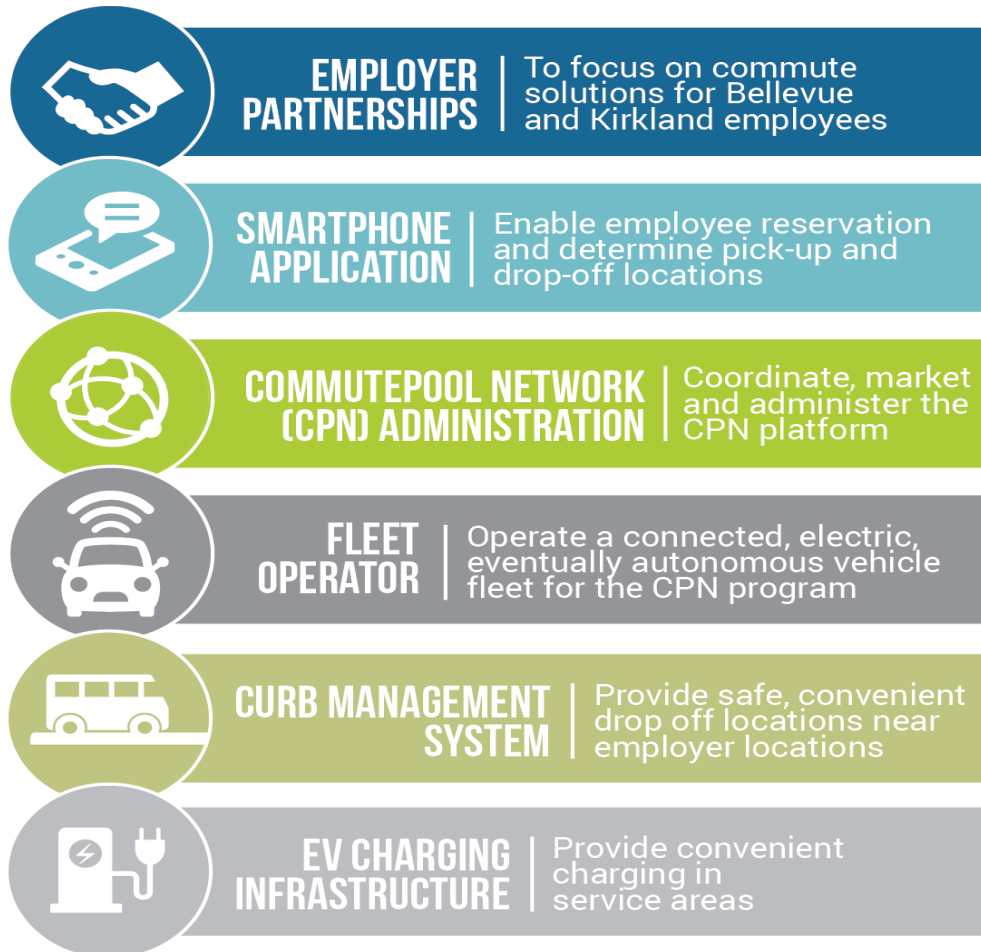 EMPLOYER
PARTNERSHIPS
To focus on commute
solutions for Bellevue
and Kirkland employees
SMARTPHONE
APPLICATION
Enable employee reservation
and determine pick-up and
drop-off locations
COMMUTEPOOL NETWORK
(CPN) ADMINISTRATION
Coordinate, market
and administer the
CPN platform
FLEET
OPERATOR
Operate a connected, electric,
eventually autonomous vehicle
fleet for the CPN program
CURB MANAGEMENT
SYSTEM
Provide safe, convenient
drop off locations near
employer locations
EV CHARGING
INFRASTRUCTURE
Provide convenient
charging in
service areas